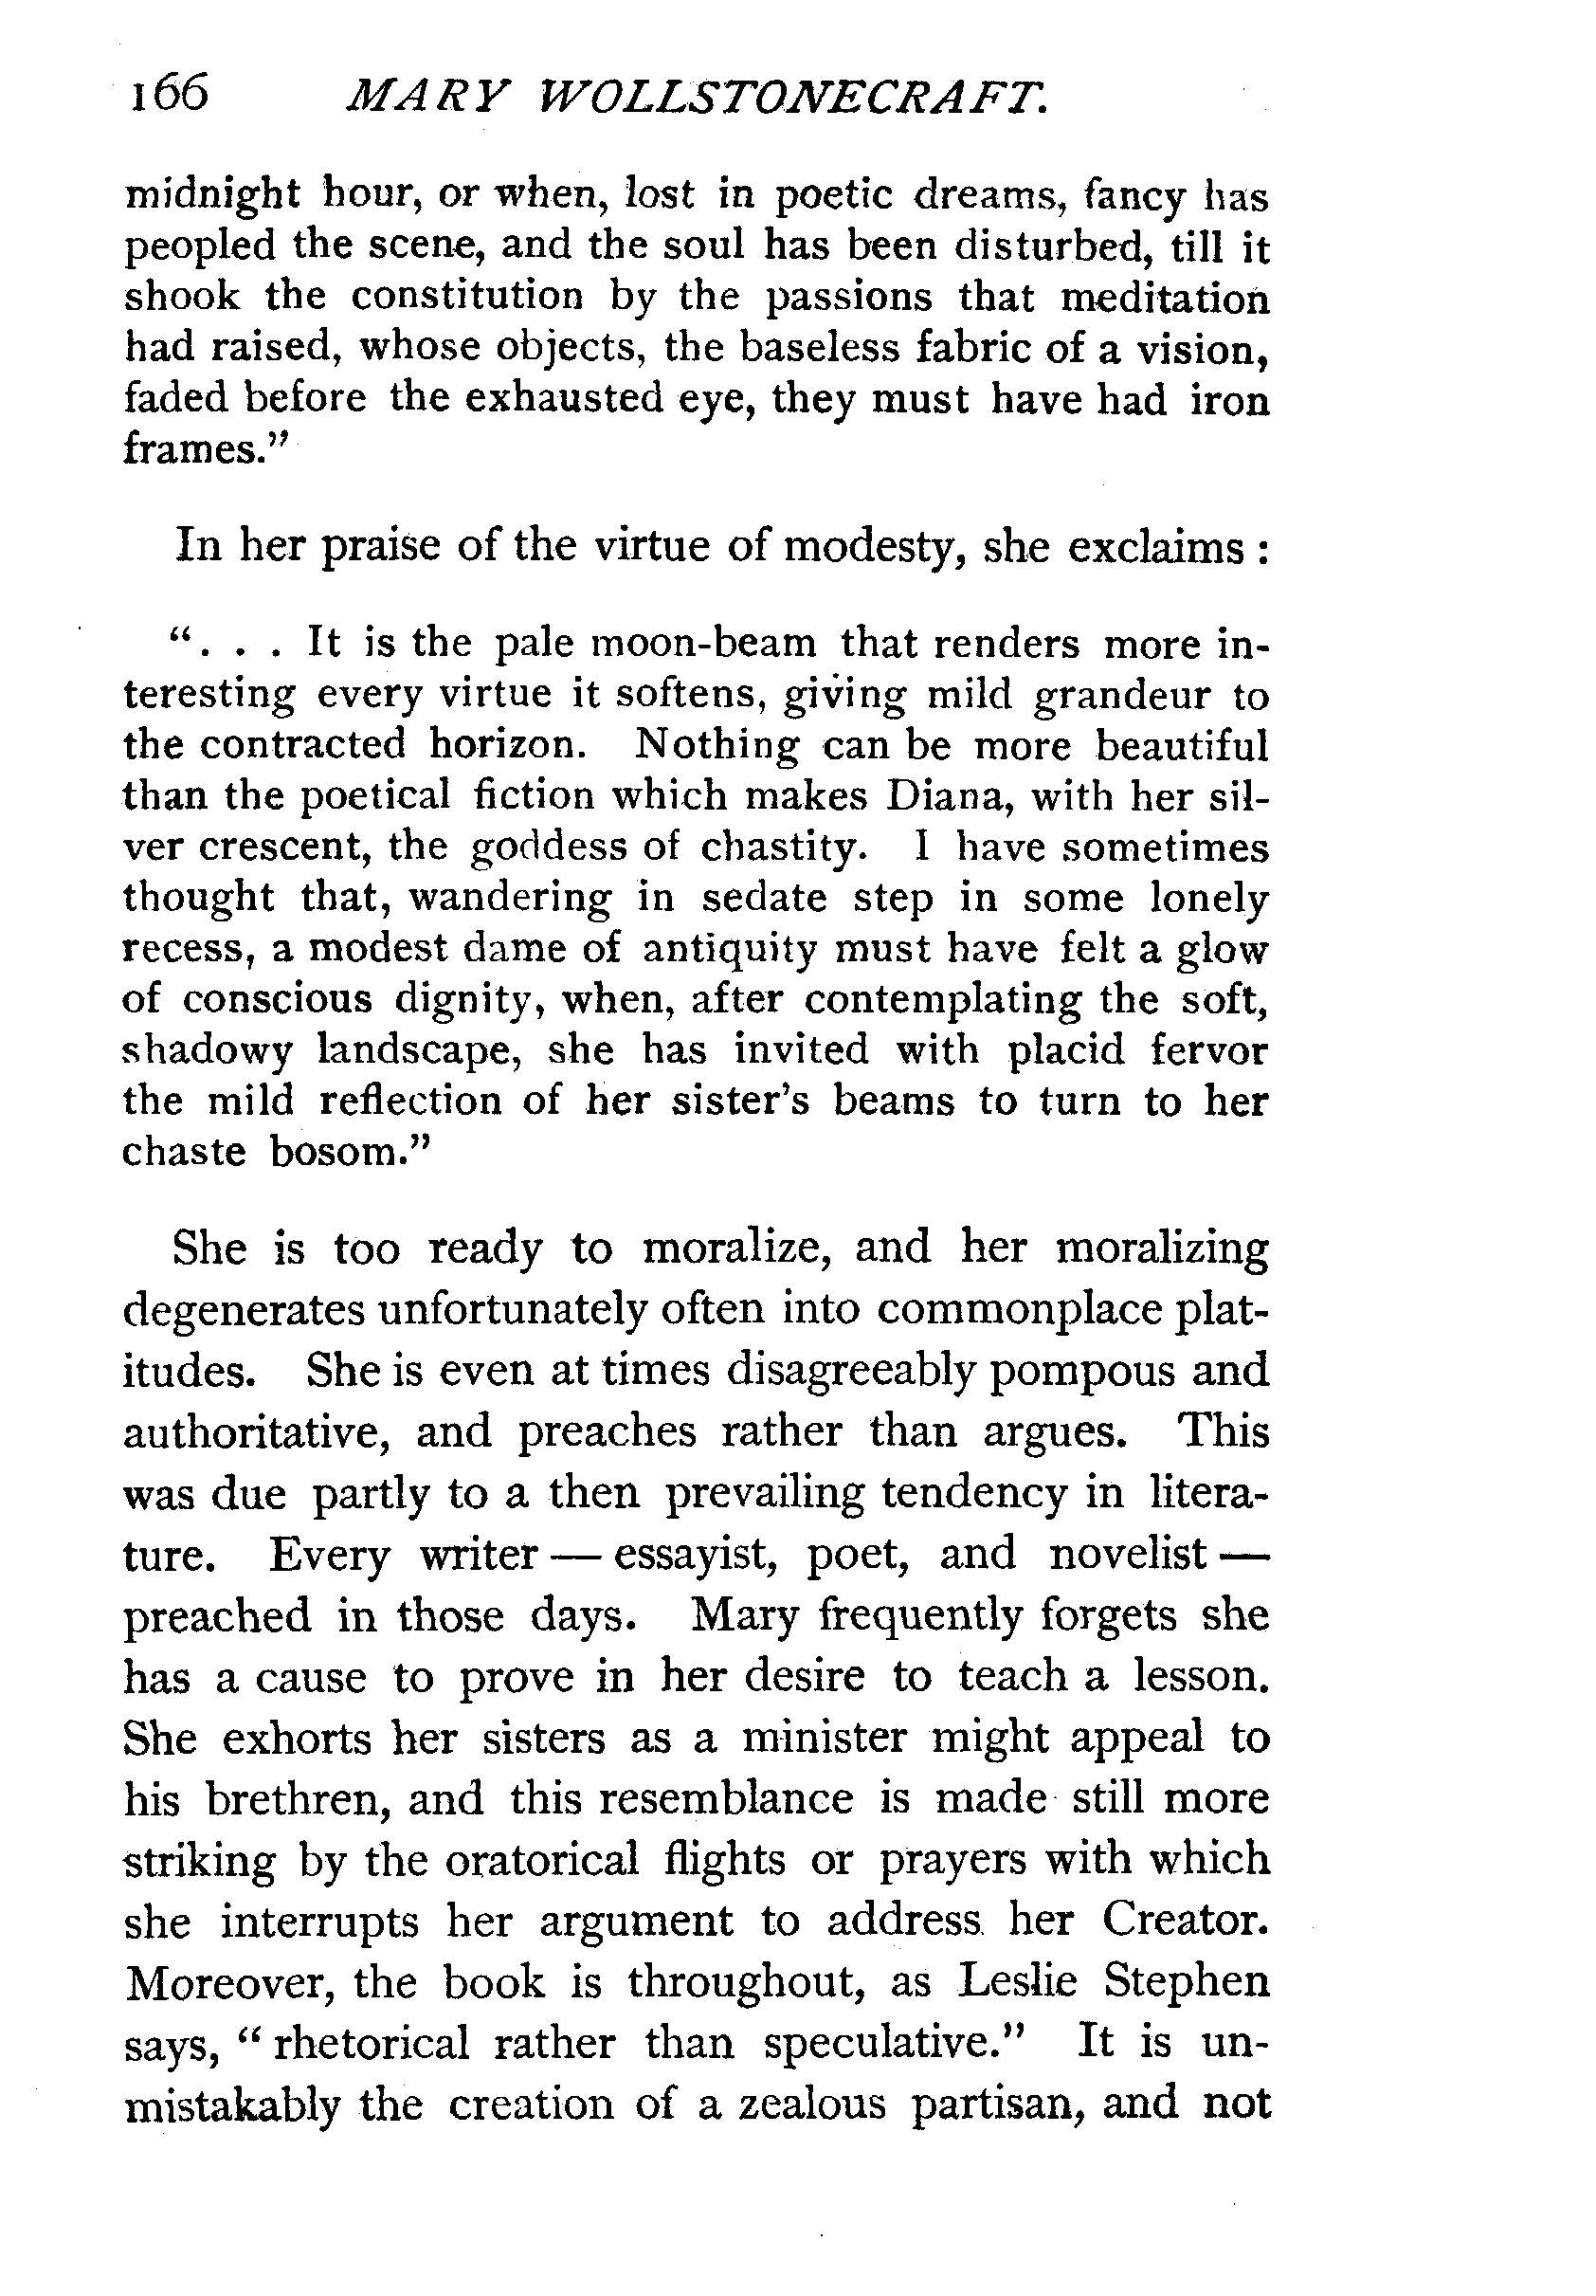 166 MARY WOLLSTONECRAFT.
midnight hour, or when, lost in poetic dreams, fancy has
peopled the scene, and the soul has been disturbed, till it
shook the constitution by the passions that meditation
had raised, whose objects, the baseless fabric of a vision,
faded before the exhausted eye, they must have had iron
frames."
In her praise of the virtue of modesty, she exclaims :
". . . It is the pale moon-beam that renders more in-
teresting every virtue it softens, giving mild grandeur to
the contracted horizon. Nothing can be more beautiful
than the poetical fiction which makes Diana, with her sil-
ver crescent, the goddess of chastity. I have sometimes
thought that, wandering in sedate step in some lonely
recess, a modest dame of antiquity must have felt a glow
of conscious dignity, when, after contemplating the soft,
shadowy landscape, she has invited with placid fervor
the mild reflection of her sister's beams to turn to her
chaste bosom."
She is too ready to moralize, and her moralizing
degenerates unfortunately often into commonplace plat-
itudes. She is even at times disagreeably pompous and
authoritative, and preaches rather than argues. This
was due partly to a then prevailing tendency in litera-
ture. Every writer — essayist, poet, and novelist —
preached in those days. Mary frequently forgets she
has a cause to prove in her desire to teach a lesson.
She exhorts her sisters as a minister might appeal to
his brethren, and this resemblance is made still more
striking by the oratorical flights or prayers with which
she interrupts her argument to address her Creator.
Moreover, the book is throughout, as Leslie Stephen
says, " rhetorical rather than speculative." It is un-
mistakably the creation of a zealous partisan, and not